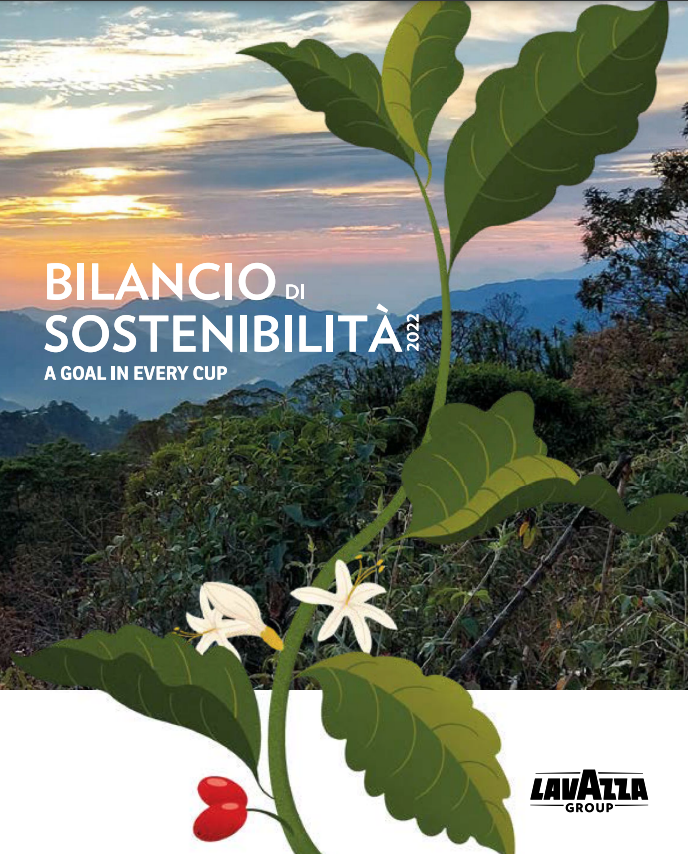 BILANCIO DI
SOSTENIBILITÀ 2022
A GOAL IN EVERY CUP
LAVAZZA
GROUP